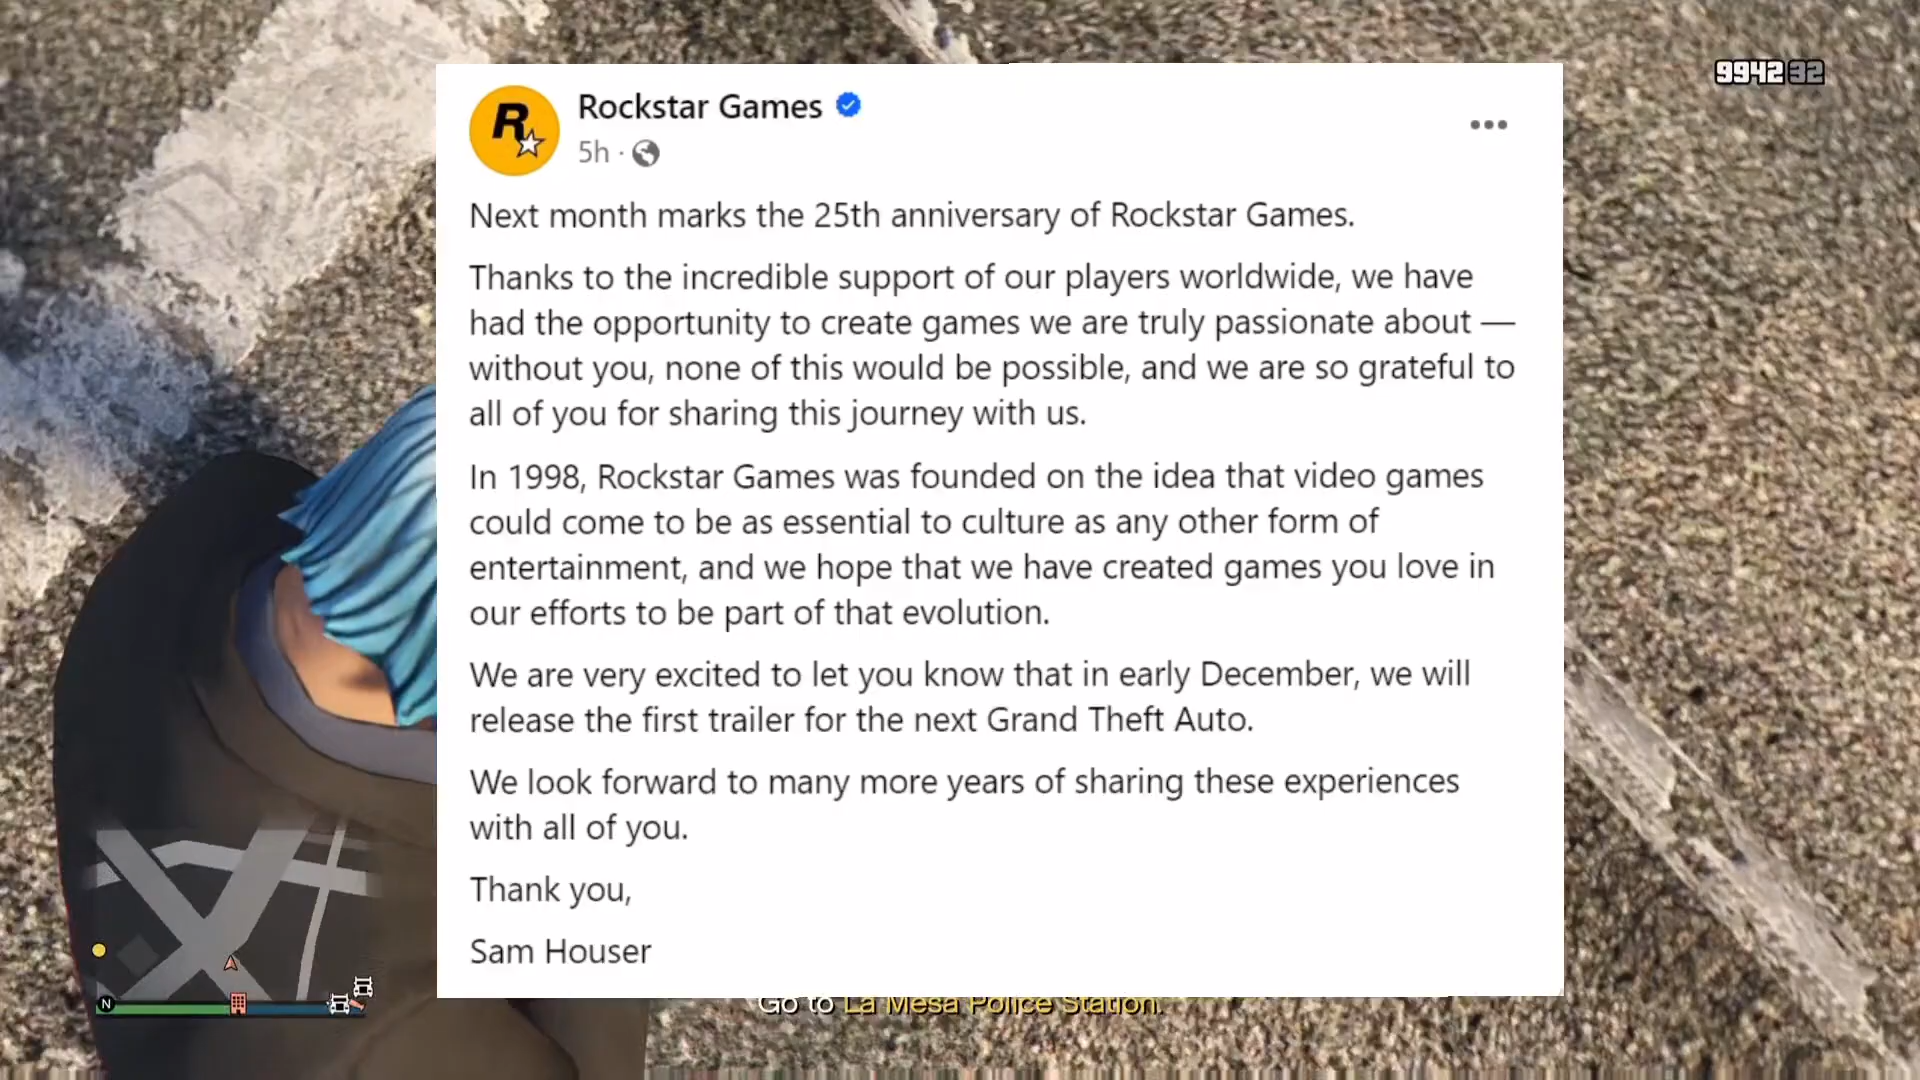 9942 32
R
Rockstar Games
5h ·
Next month marks the 25th anniversary of Rockstar Games.
Thanks to the incredible support of our players worldwide, we have
had the opportunity to create games we are truly passionate about —
without you, none of this would be possible, and we are so grateful to
all of you for sharing this journey with us.
In 1998, Rockstar Games was founded on the idea that video games
could come to be as essential to culture as any other form of
entertainment, and we hope that we have created games you love in
our efforts to be part of that evolution.
We are very excited to let you know that in early December, we will
release the first trailer for the next Grand Theft Auto.
We look forward to many more years of sharing these experiences
with all of you.
Thank you,
Sam Houser
N
Go to La Mesa Police Station.